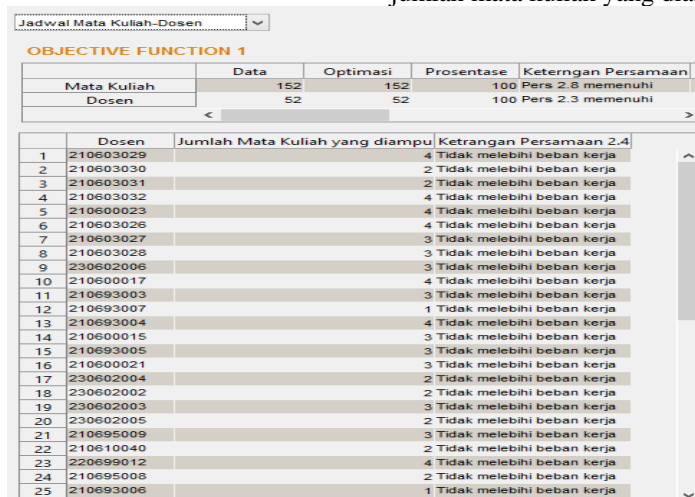 jumlah mata kuliah yang dia
Jadwal Mata Kuliah-Dosen
OBJECTIVE FUNCTION 1
Data Optimasi Prosentase Keterngan Persamaan
Mata Kuliah 152 152 100 Pers 2.8 memenuhi
Dosen 52 52 100 Pers 2.3 memenuhi
Dosen Jumlah Mata Kuliah yang diampu Ketrangan Persamaan 2.4
1 210603029 4 Tidak melebihi beban kerja
2 210603030 2 Tidak melebihi beban kerja
3 210603031 2 Tidak melebihi beban kerja
4 210603032 4 Tidak melebihi beban kerja
5 210600023 4 Tidak melebihi beban kerja
6 210603026 4 Tidak melebihi beban kerja
7 210603027 3 Tidak melebihi beban kerja
8 210603028 3 Tidak melebihi beban kerja
9 230602006 3 Tidak melebihi beban kerja
10 210600017 4 Tidak melebihi beban kerja
11 210693003 3 Tidak melebihi beban kerja
12 210693007 1 Tidak melebihi beban kerja
13 210693004 4 Tidak melebihi beban kerja
14 210600015 3 Tidak melebihi beban kerja
15 210693005 3 Tidak melebihi beban kerja
16 210600021 3 Tidak melebihi beban kerja
17 230602004 2 Tidak melebihi beban kerja
18 230602002 2 Tidak melebihi beban kerja
19 230602003 3 Tidak melebihi beban kerja
20 230602005 2 Tidak melebihi beban kerja
21 210695009 3 Tidak melebihi beban kerja
22 210610040 2 Tidak melebihi beban kerja
23 220699012 4 Tidak melebihi beban kerja
24 210695008 2 Tidak melebihi beban kerja
25 210693006 1 Tidak melebihi beban kerja